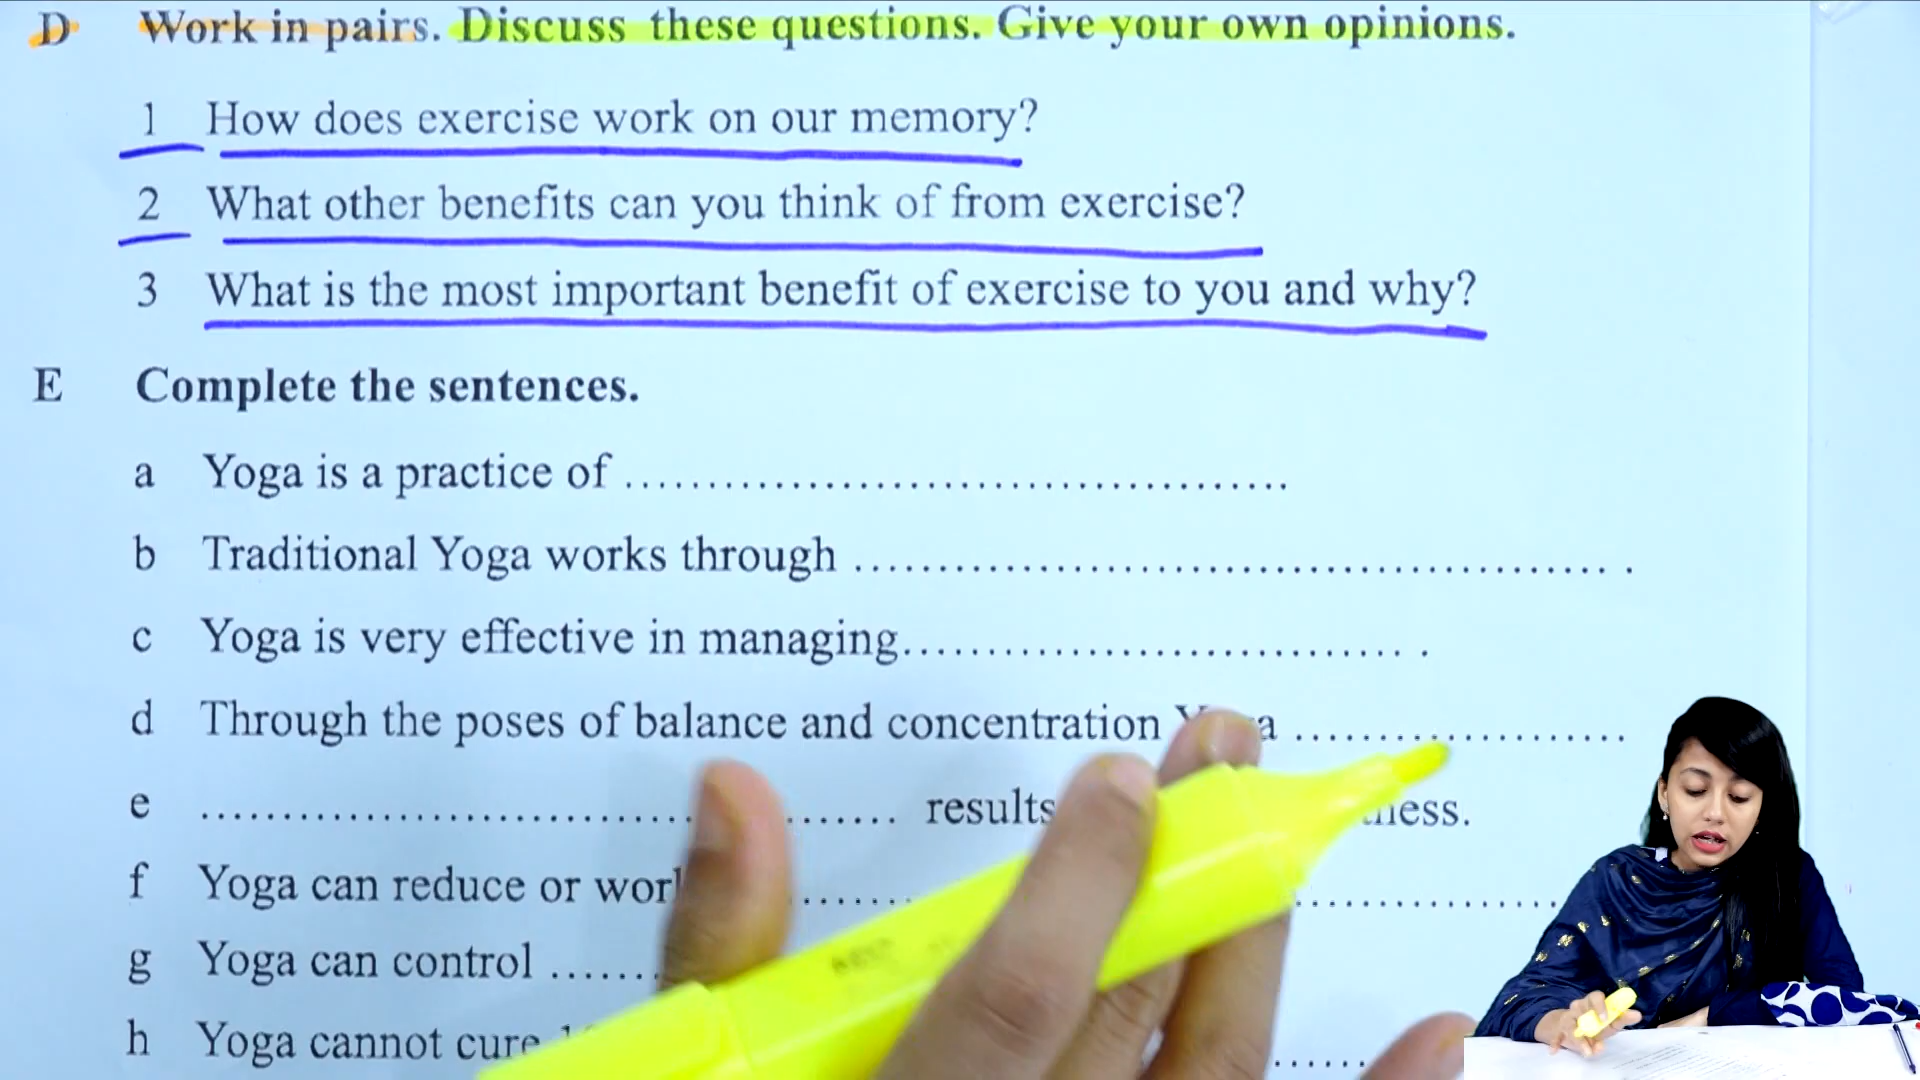 D Work in pairs. Discuss these questions. Give your own opinions.
1 How does exercise work on our memory?
2 What other benefits can you think of from exercise?
3 What is the most important benefit of exercise to you and why?
E Complete the sentences.
a Yoga is a practice of ........................................
b Traditional Yoga works through ............................................... .
c Yoga is very effective in managing............................... .
d Through the poses of balance and concentration ....................
e .......................................... results
f Yoga can reduce or ....................
g Yoga can control .......
h Yoga cannot cure .....